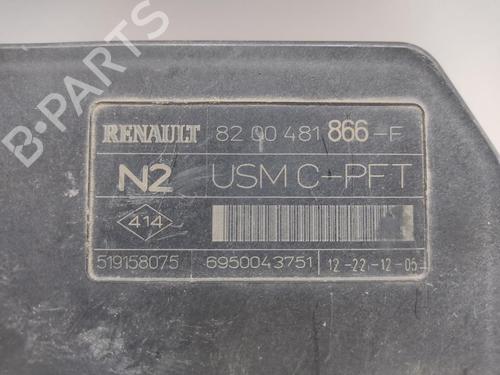 RENAULT 82 00 481 866-F
N2 USM C-PFT
414
519158075 6950043751 12-22-12-05
B PARTS